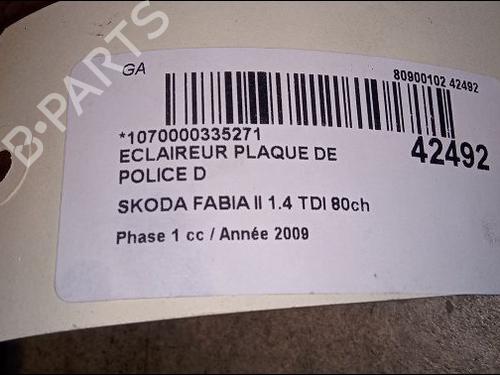 GA
80900102 42492
*1070000335271
42492
ECLAIREUR PLAQUE DE
POLICE D
SKODA FABIA II 1.4 TDI 80ch
Phase 1 cc / Année 2009
B-PARTS